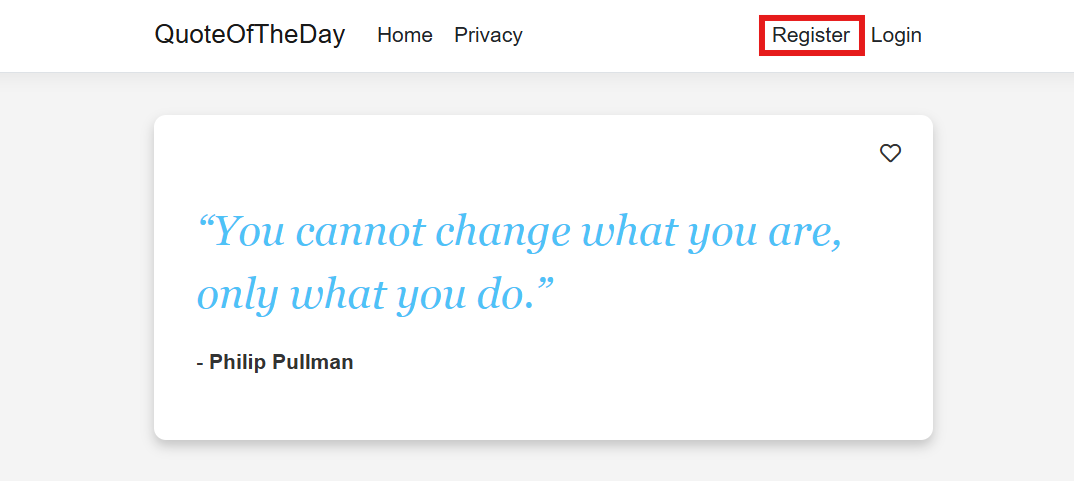 QuoteOfTheDay Home Privacy Register Login
“You cannot change what you are,
only what you do.”
- Philip Pullman